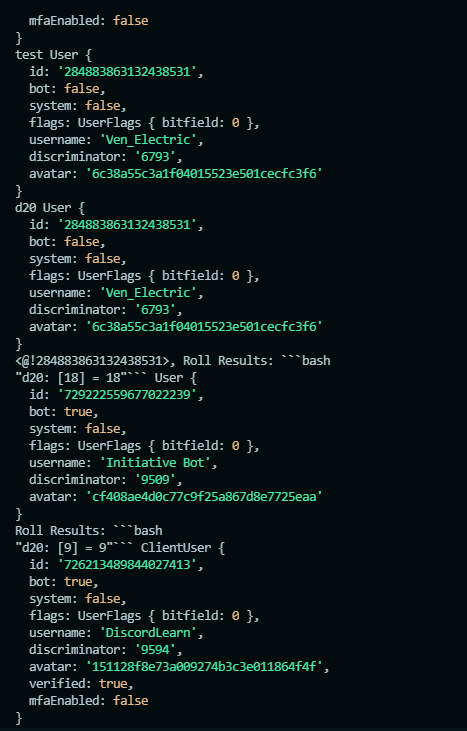 mfaEnabled: false
}
test User {
id: '284883863132438531',
bot: false,
system: false,
flags: UserFlags { bitfield: 0 },
username: 'Ven_Electric',
discriminator: '6793',
avatar: '6c38a55c3a1f04015523e501cecfc3f6'
}
d20 User {
id: '284883863132438531',
bot: false,
system: false,
flags: UserFlags { bitfield: 0 },
username: 'Ven_Electric',
discriminator: '6793',
avatar: '6c38a55c3a1f04015523e501cecfc3f6'
}
<@!284883863132438531>, Roll Results: ```bash
"d20: [18] = 18"``` User {
id: '729222559677022239',
bot: true,
system: false,
flags: UserFlags { bitfield: 0 },
username: 'Initiative Bot',
discriminator: '9509',
avatar: 'cf408ae4d0c77c9f25a867d8e7725eaa'
}
Roll Results: ```bash
"d20: [9] = 9"``` ClientUser {
id: '726213489844027413',
bot: true,
system: false,
flags: UserFlags { bitfield: 0 },
username: 'DiscordLearn',
discriminator: '9594',
avatar: '151128f8e73a009274b3c3e011864f4f',
verified: true,
mfaEnabled: false
}